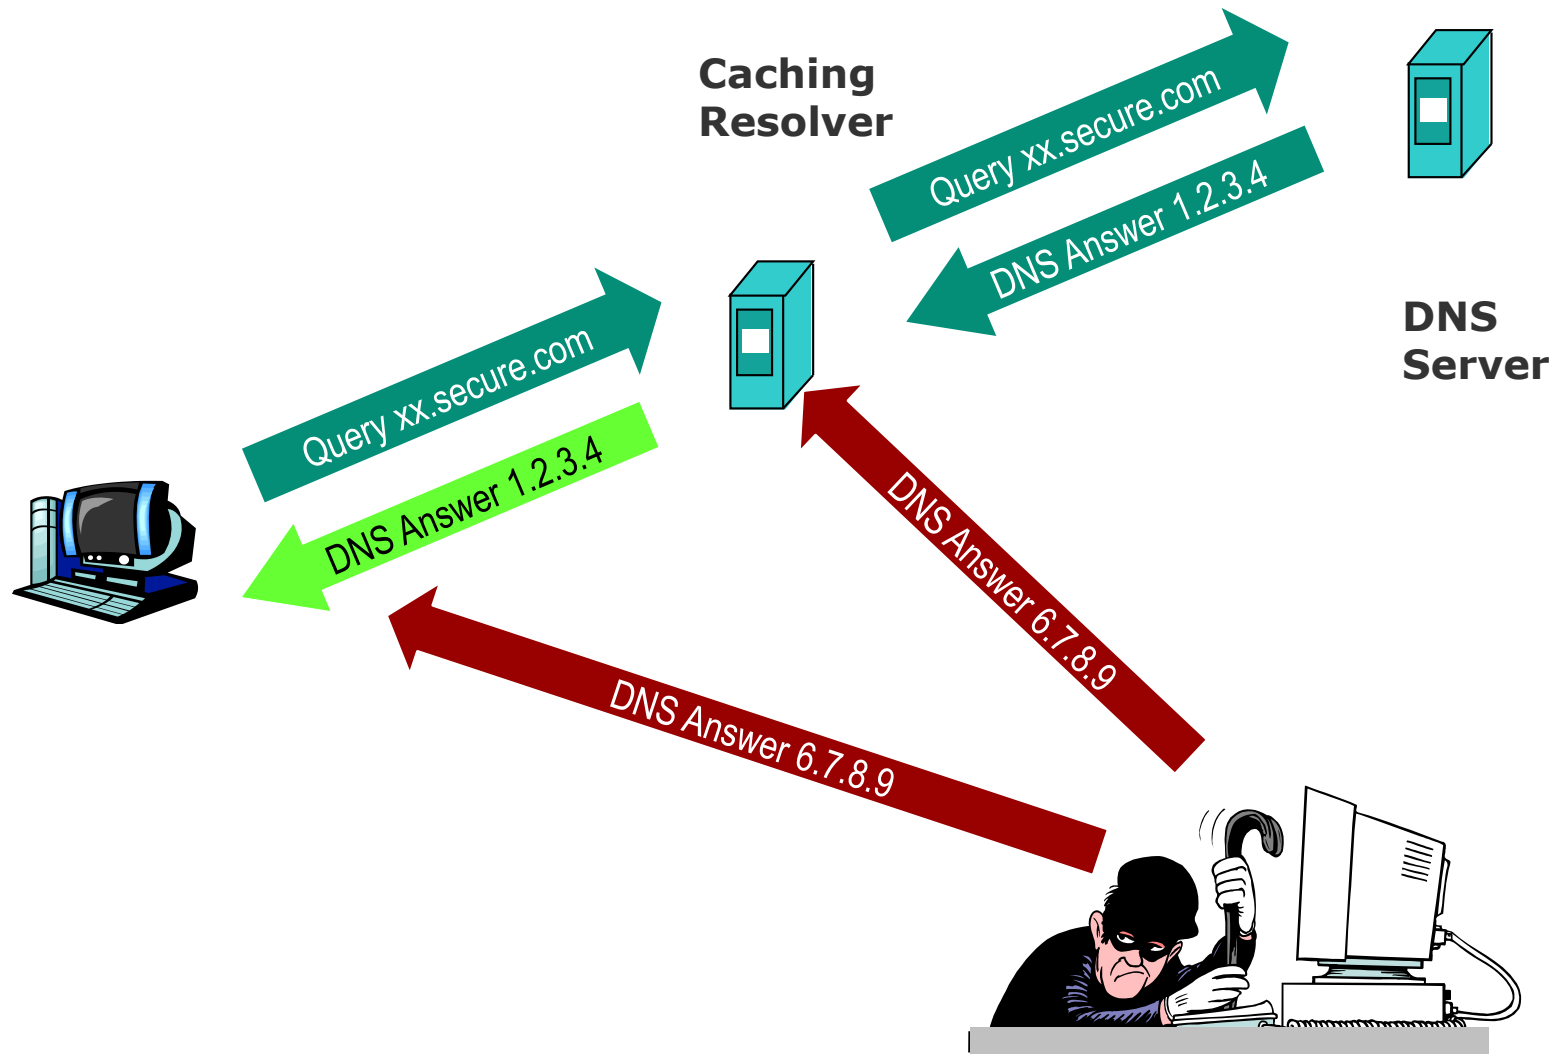 Caching
Resolver
Query xx.secure.com
DNS Answer 1.2.3.4
DNS
Server
Query xx.secure.com
DNS Answer 1.2.3.4
DNS Answer 6.7.8.9
DNS Answer 6.7.8.9